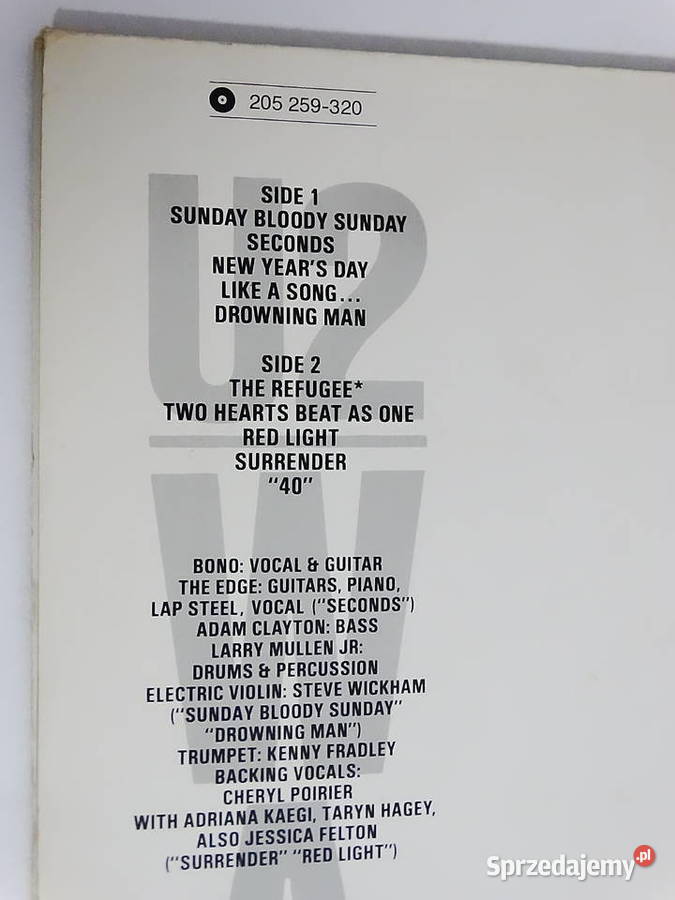 205 259-320
SIDE 1
SUNDAY BLOODY SUNDAY
SECONDS
NEW YEAR'S DAY
LIKE A SONG...
DROWNING MAN
SIDE 2
THE REFUGEE*
TWO HEARTS BEAT AS ONE
RED LIGHT
SURRENDER
"40"
BONO: VOCAL & GUITAR
THE EDGE: GUITARS, PIANO,
LAP STEEL, VOCAL ("SECONDS")
ADAM CLAYTON: BASS
LARRY MULLEN JR:
DRUMS & PERCUSSION
ELECTRIC VIOLIN: STEVE WICKHAM
("SUNDAY BLOODY SUNDAY"
"DROWNING MAN")
TRUMPET: KENNY FRADLEY
BACKING VOCALS:
CHERYL POIRIER
WITH ADRIANA KAEGI, TARYN HAGEY,
ALSO JESSICA FELTON
("SURRENDER" "RED LIGHT")
U2
WA
Sprzedajemy.pl